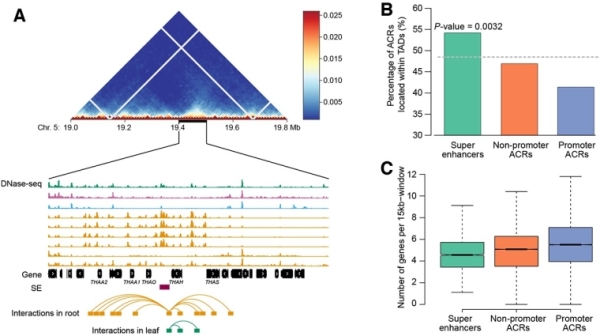 A
0.025
0.020
0.015
0.010
0.005
Chr. 5: 19.0 19.2 19.4 19.6 19.8 Mb
DNase-seq
Gene
THAA2 THAA1 THAO THAH THAS
SE
Interactions in root
Interactions in leaf
B
Percentage of ACRs
located within TADs (%)
60
50
40
30
20
10
0
P-value = 0.0032
Super
enhancers
Non-promoter
ACRs
Promoter
ACRs
C
Number of genes per 15kb-window
12
10
8
6
4
2
0
Super
enhancers
Non-promoter
ACRs
Promoter
ACRs